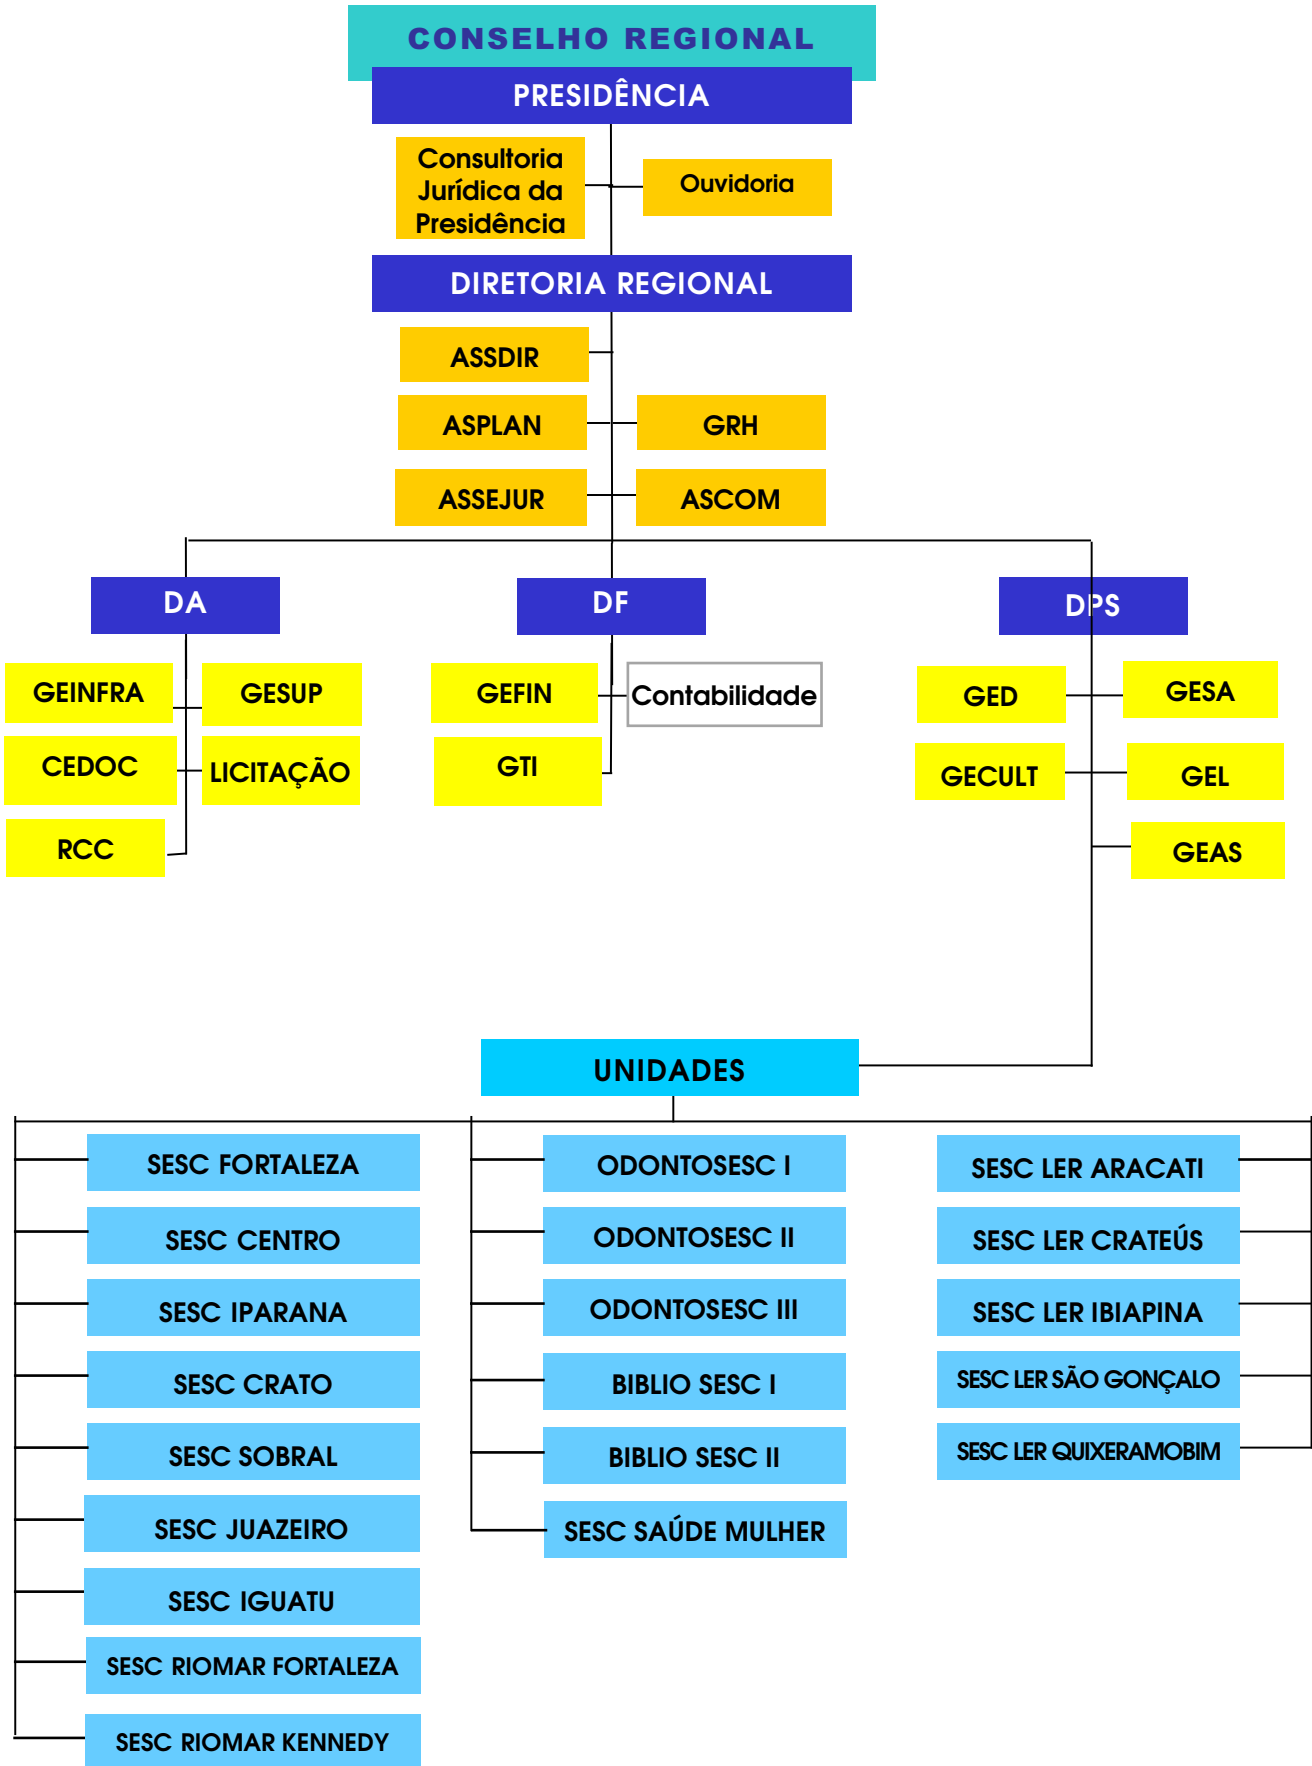 CONSELHO REGIONAL
PRESIDÊNCIA
Consultoria
Jurídica da
Presidência
Ouvidoria
DIRETORIA REGIONAL
ASSDIR
ASPLAN
GRH
ASSEJUR
ASCOM
DA
DF
DPS
GEINFRA
GESUP
GEFIN
Contabilidade
GED
GESA
CEDOC
LICITAÇÃO
GTI
GECULT
GEL
RCC
GEAS
UNIDADES
SESC FORTALEZA
SESC CENTRO
SESC IPARANA
SESC CRATO
SESC SOBRAL
SESC JUAZEIRO
SESC IGUATU
SESC RIOMAR FORTALEZA
SESC RIOMAR KENNEDY
ODONTOSESC I
ODONTOSESC II
ODONTOSESC III
BIBLIO SESC I
BIBLIO SESC II
SESC SAÚDE MULHER
SESC LER ARACATI
SESC LER CRATEÚS
SESC LER IBIAPINA
SESC LER SÃO GONÇALO
SESC LER QUIXERAMOBIM